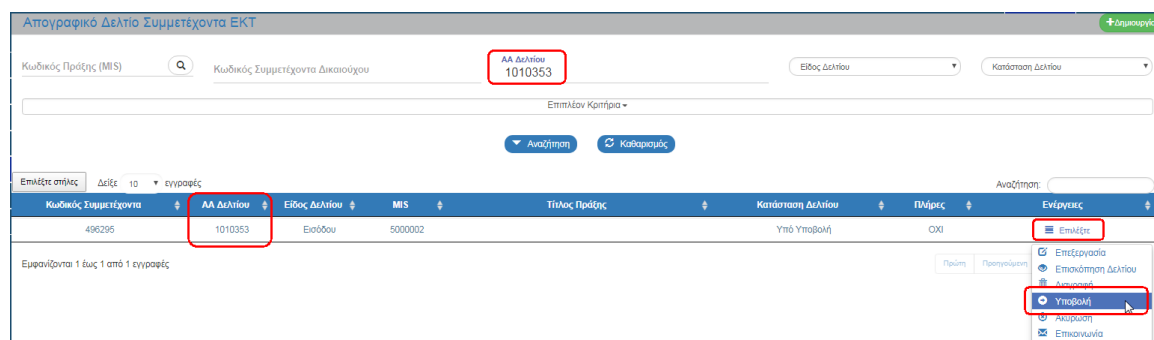 Απογραφικό Δελτίο Συμμετέχοντα ΕΚΤ
+Δημιουργία
Κωδικός Πράξης (MIS)
Κωδικός Συμμετέχοντα Δικαιούχου
ΑΑ Δελτίου
1010353
Είδος Δελτίου
Κατάσταση Δελτίου
Επιπλέον Κριτήρια
Αναζήτηση
Καθαρισμός
Επιλέξτε στήλες Δείξε 10 εγγραφές
Αναζήτηση:
Κωδικός Συμμετέχοντα ΑΑ Δελτίου Είδος Δελτίου MIS Τίτλος Πράξης Κατάσταση Δελτίου Πλήρες Ενέργειες
496295 1010353 Εισόδου 5000002 Υπό Υποβολή ΟΧΙ Επιλέξτε
Εμφανίζονται 1 έως 1 από 1 εγγραφές
Πρώτη Προηγούμενη
Επεξεργασία
Επισκόπηση Δελτίου
Διαγραφή
Υποβολή
Ακύρωση
Επικοινωνία